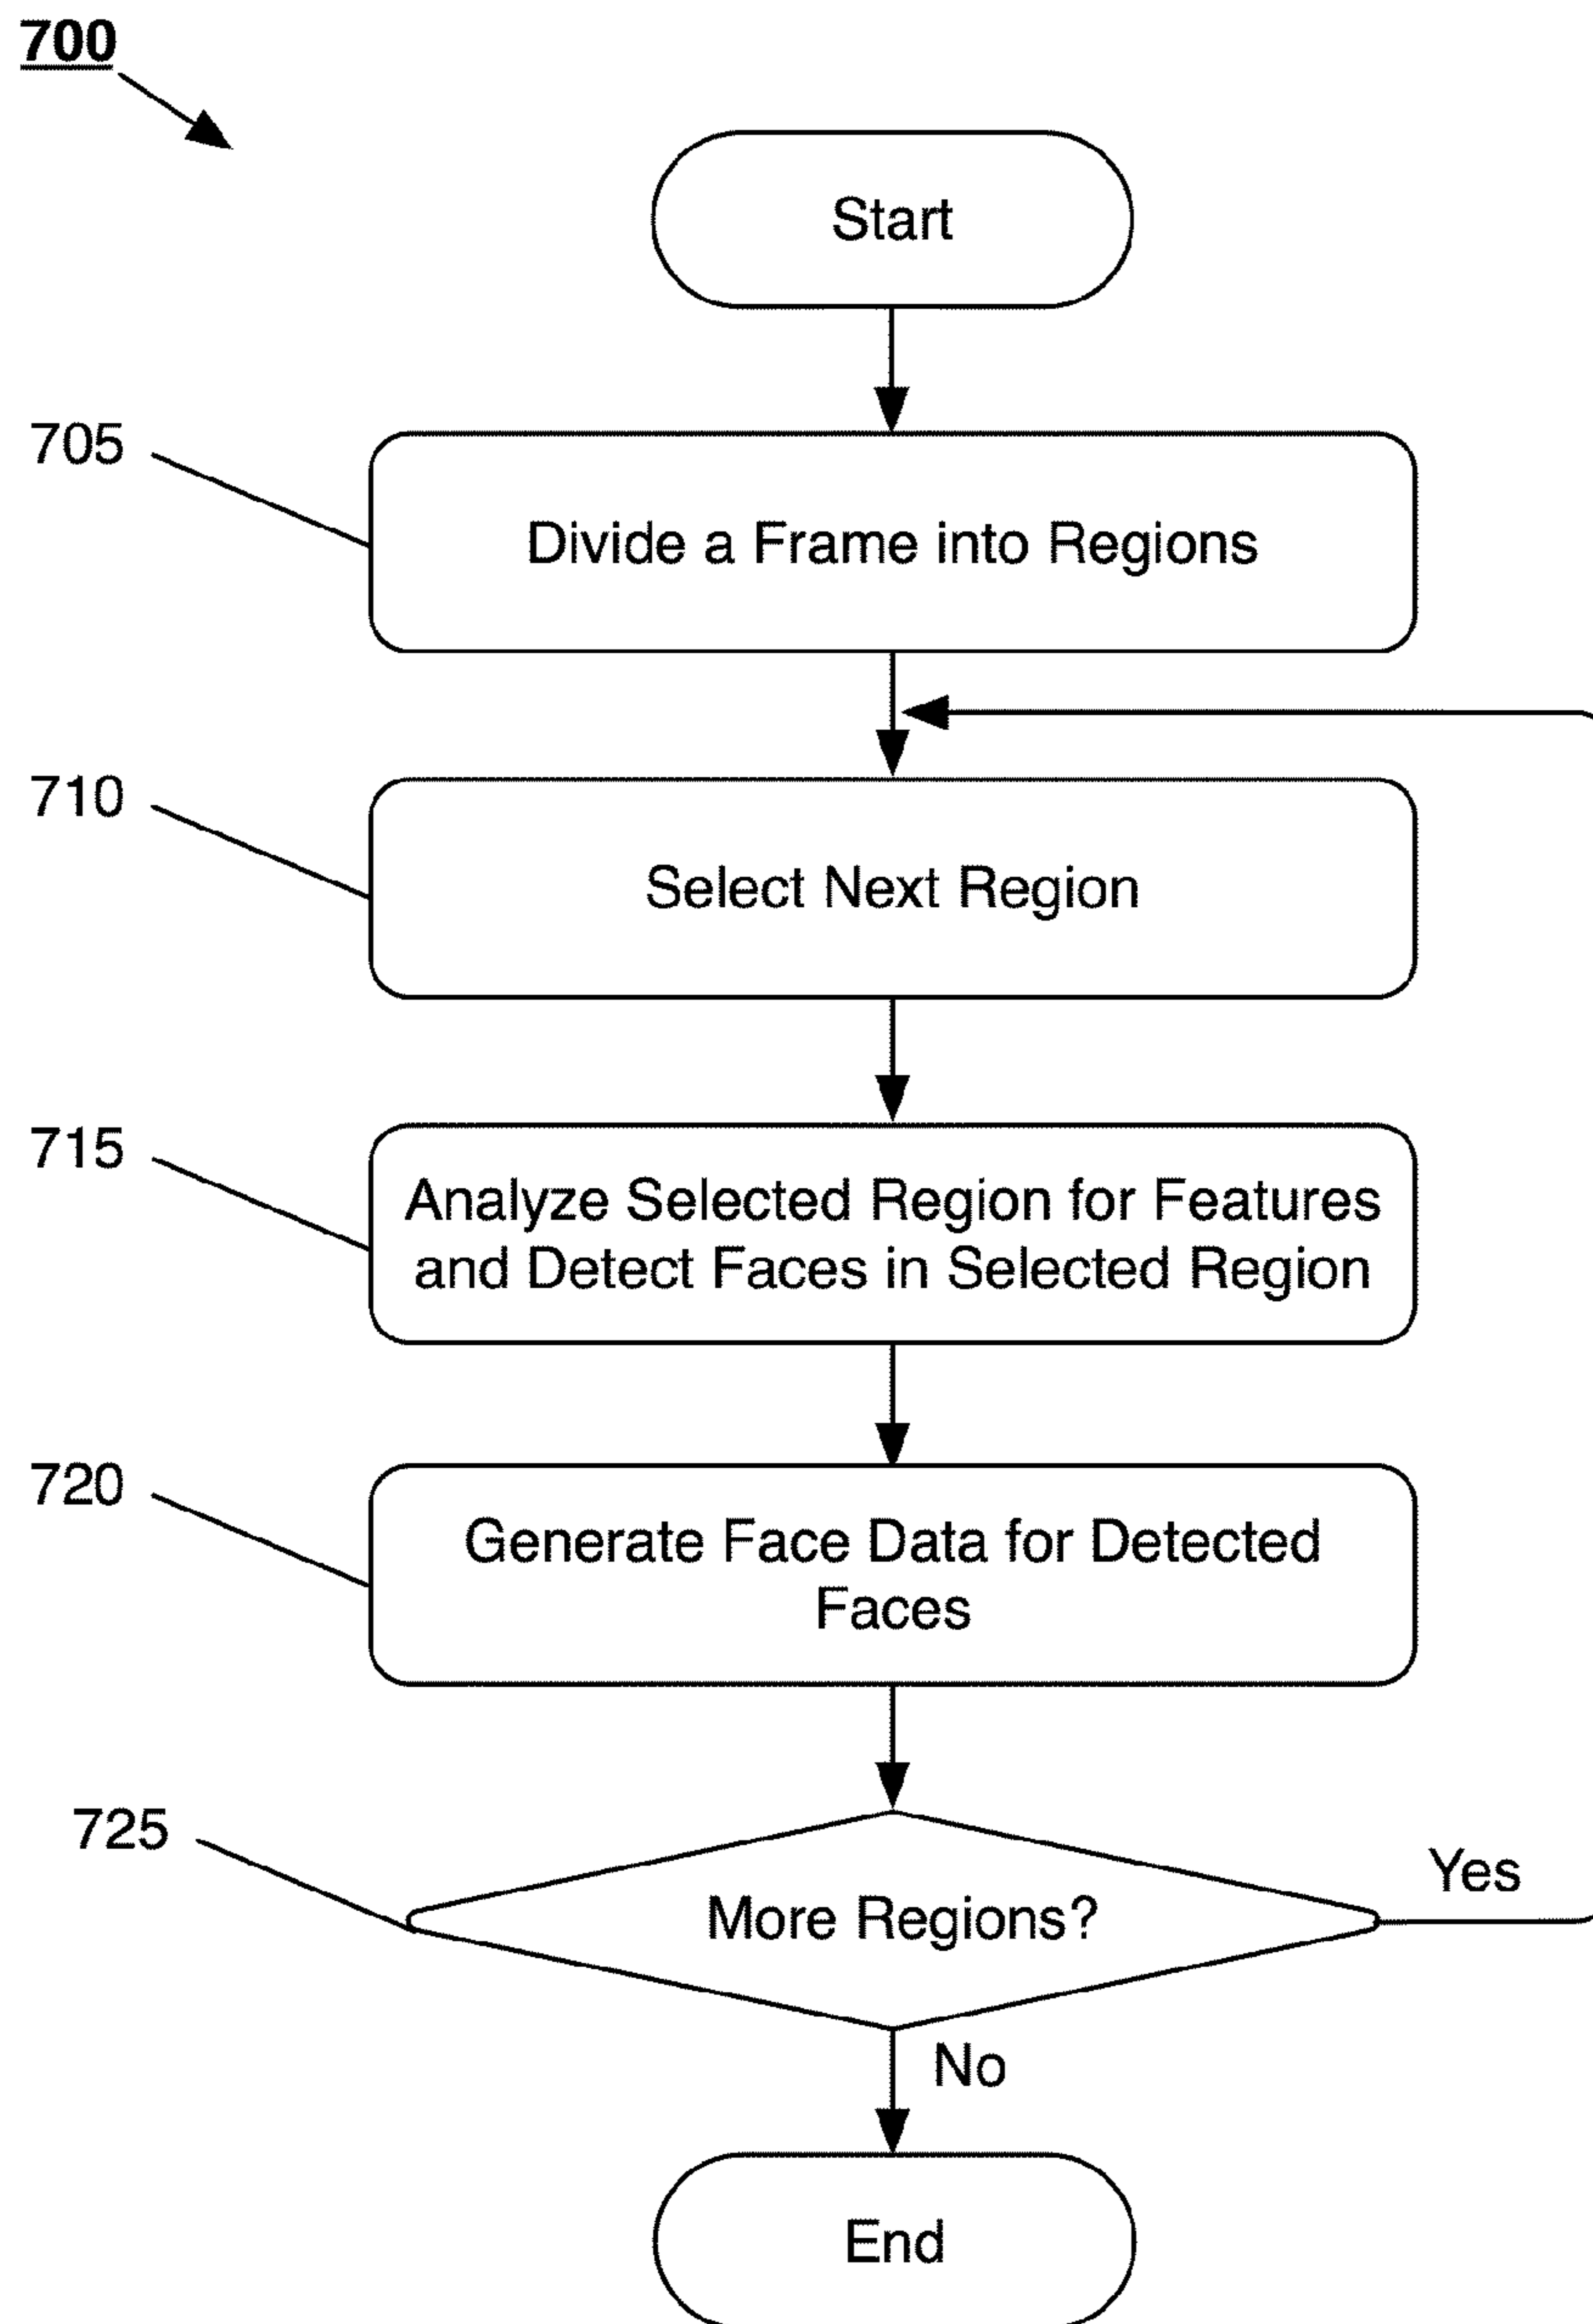 700
Start
705
Divide a Frame into Regions
710
Select Next Region
715
Analyze Selected Region for Features
and Detect Faces in Selected Region
720
Generate Face Data for Detected
Faces
725
More Regions?
Yes
No
End